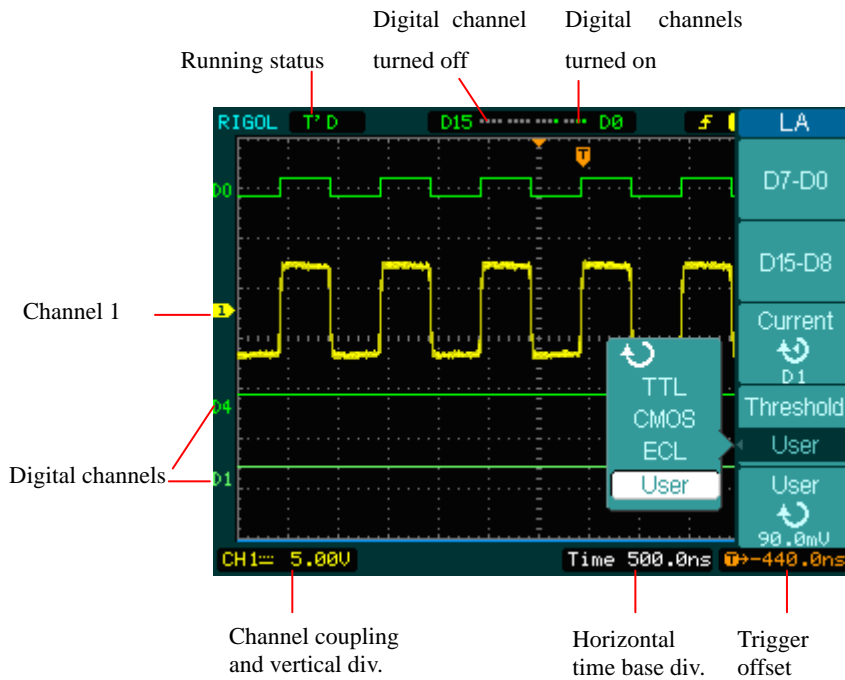 Digital channel
turned off
Digital channels
turned on
Running status
RIGOL T'D D15 D0 LA
T
D7-D0
D0
D15-D8
Channel 1
1
Current
D1
TTL
CMOS
ECL
User
Threshold
User
D4
Digital channels
D1
User
90.0mV
CH1 5.00V Time 500.0ns T→-440.0ns
Channel coupling
and vertical div.
Horizontal
time base div.
Trigger
offset